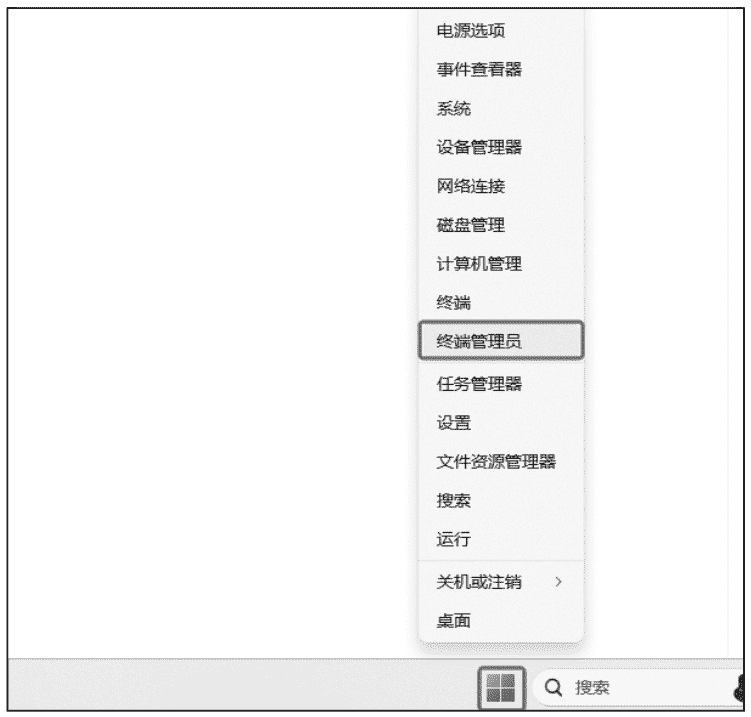 电源选项
事件查看器
系统
设备管理器
网络连接
磁盘管理
计算机管理
终端
终端管理员
任务管理器
设置
文件资源管理器
搜索
运行
关机或注销
桌面
搜索